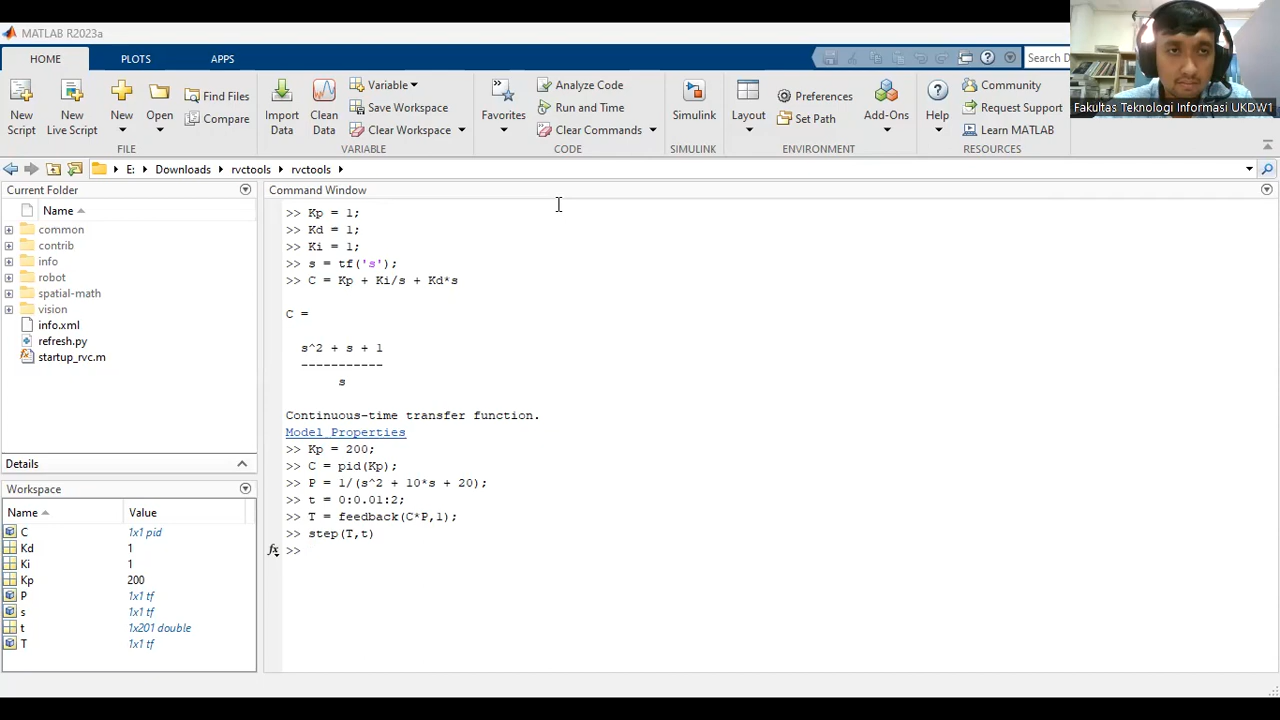 MATLAB R2023a
HOME PLOTS APPS
Search D
New Script
New Live Script
New
Open
Find Files
Compare
FILE
Import Data
Clean Data
Variable
Save Workspace
Clear Workspace
VARIABLE
Favorites
Analyze Code
Run and Time
Clear Commands
CODE
Simulink
SIMULINK
Layout
Preferences
Set Path
Add-Ons
ENVIRONMENT
Help
Community
Request Support
Learn MATLAB
RESOURCES
Fakultas Teknologi Informasi UKDW1
E: Downloads rvctools rvctools
Current Folder
Name
common
contrib
info
robot
spatial-math
vision
info.xml
refresh.py
startup_rvc.m
Details
Workspace
Name Value
C 1x1 pid
Kd 1
Ki 1
Kp 200
P 1x1 tf
s 1x1 tf
t 1x201 double
T 1x1 tf
Command Window
>> Kp = 1;
>> Kd = 1;
>> Ki = 1;
>> s = tf('s');
>> C = Kp + Ki/s + Kd*s
C =
s^2 + s + 1
-----------
s
Continuous-time transfer function.
Model Properties
>> Kp = 200;
>> C = pid(Kp);
>> P = 1/(s^2 + 10*s + 20);
>> t = 0:0.01:2;
>> T = feedback(C*P,1);
>> step(T,t)
fx >>